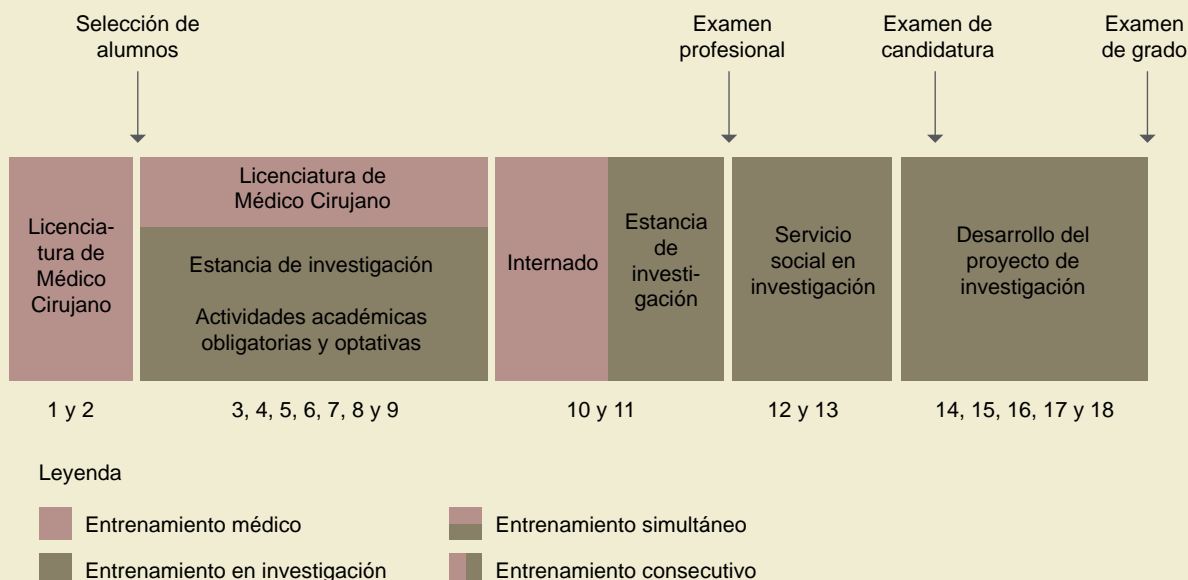 Selección de
alumnos
Examen
profesional
Examen de
candidatura
Examen
de grado
Licencia-
tura de
Médico
Cirujano
Licenciatura de
Médico Cirujano
Estancia de investigación
Actividades académicas
obligatorias y optativas
Internado
Estancia
de
investi-
gación
Servicio
social en
investigación
Desarrollo del
proyecto de
investigación
1 y 2
3, 4, 5, 6, 7, 8 y 9
10 y 11
12 y 13
14, 15, 16, 17 y 18
Leyenda
Entrenamiento médico
Entrenamiento simultáneo
Entrenamiento en investigación
Entrenamiento consecutivo